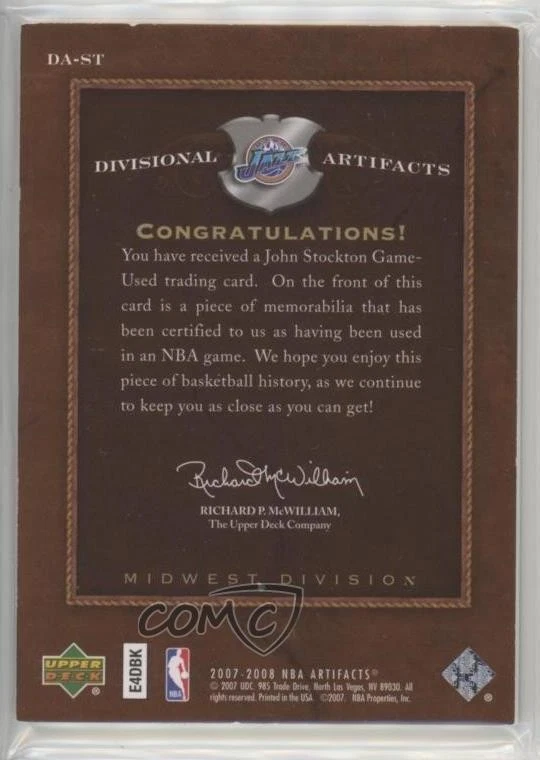 DA-ST
DIVISIONAL JAZZ ARTIFACTS
CONGRATULATIONS!
You have received a John Stockton Game-
Used trading card. On the front of this
card is a piece of memorabilia that has
been certified to us as having been used
in an NBA game. We hope you enjoy this
piece of basketball history, as we continue
to keep you as close as you can get!
Richard P. McWilliam
RICHARD P. McWILLIAM,
The Upper Deck Company
MIDWEST DIVISION
COMC
UPPER
DECK
®
E4DBK
NBA
2007-2008 NBA ARTIFACTS®
© 2007 UDC. 985 Trade Drive, North Las Vegas, NV 89030. All
rights reserved. Printed in the USA. ©2007. NBA Properties, Inc.
®